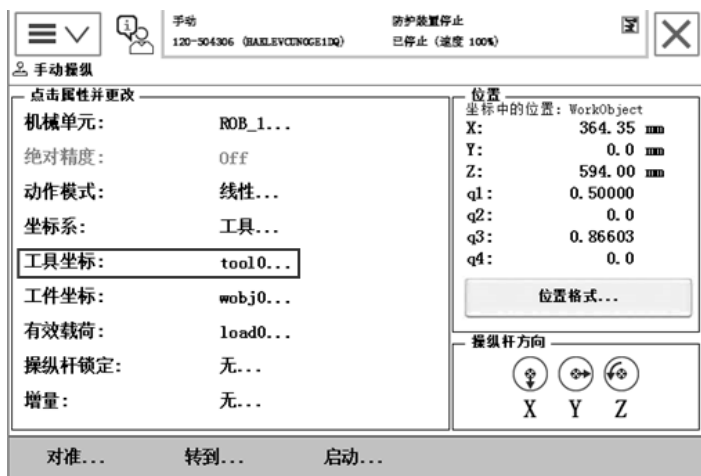 手动
120-504306 (HAELEVCUNOGE1DQ)
防护装置停止
已停止 (速度 100%)
手动操纵
点击属性并更改
机械单元: ROB_1...
绝对精度: Off
动作模式: 线性...
坐标系: 工具...
工具坐标: tool0...
工件坐标: wobj0...
有效载荷: load0...
操纵杆锁定: 无...
增量: 无...
位置
坐标中的位置: WorkObject
X: 364.35 mm
Y: 0.0 mm
Z: 594.00 mm
q1: 0.50000
q2: 0.0
q3: 0.86603
q4: 0.0
位置格式...
操纵杆方向
X Y Z
对准... 转到... 启动...